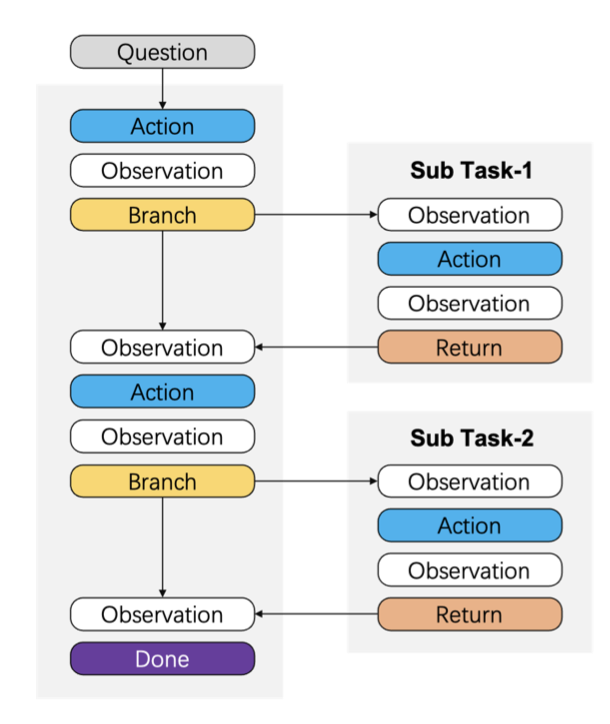 Question
Action
Observation
Branch
Observation
Action
Observation
Branch
Observation
Done
Sub Task-1
Observation
Action
Observation
Return
Sub Task-2
Observation
Action
Observation
Return